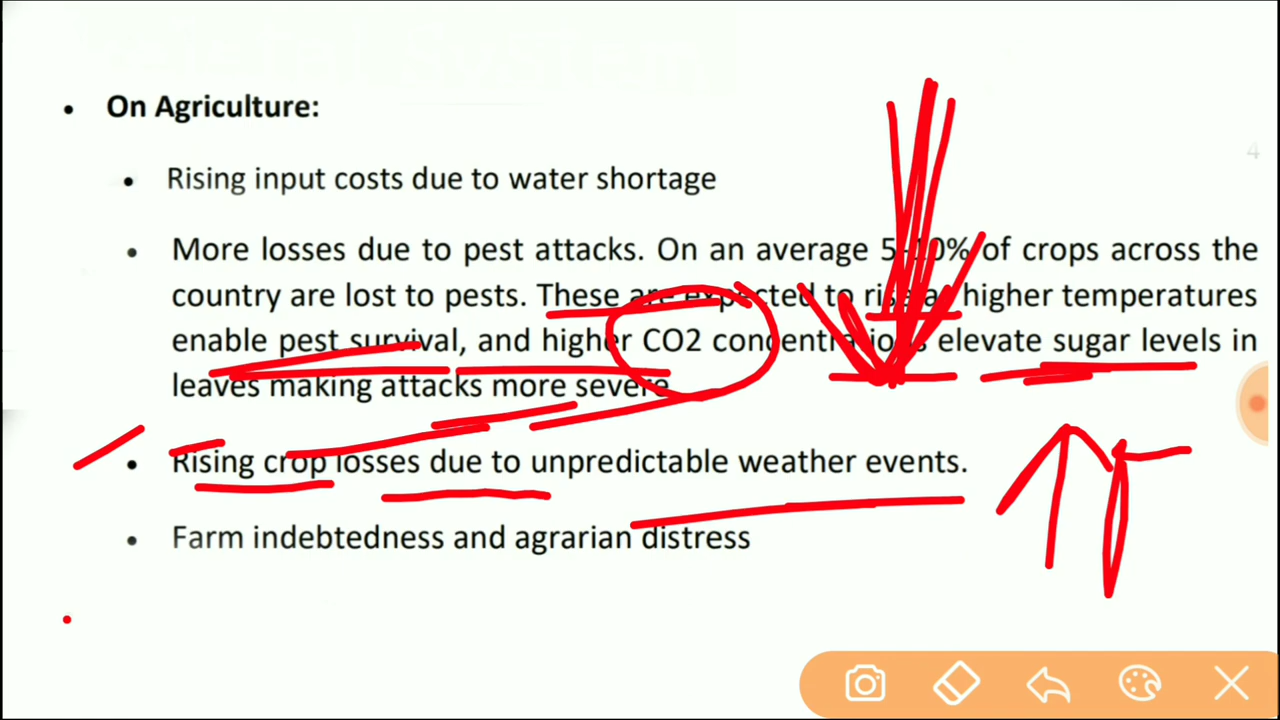 4
• On Agriculture:
• Rising input costs due to water shortage
• More losses due to pest attacks. On an average 5-10% of crops across the
country are lost to pests. These are expected to rise as higher temperatures
enable pest survival, and higher CO2 concentrations elevate sugar levels in
leaves making attacks more severe
• Rising crop losses due to unpredictable weather events.
• Farm indebtedness and agrarian distress